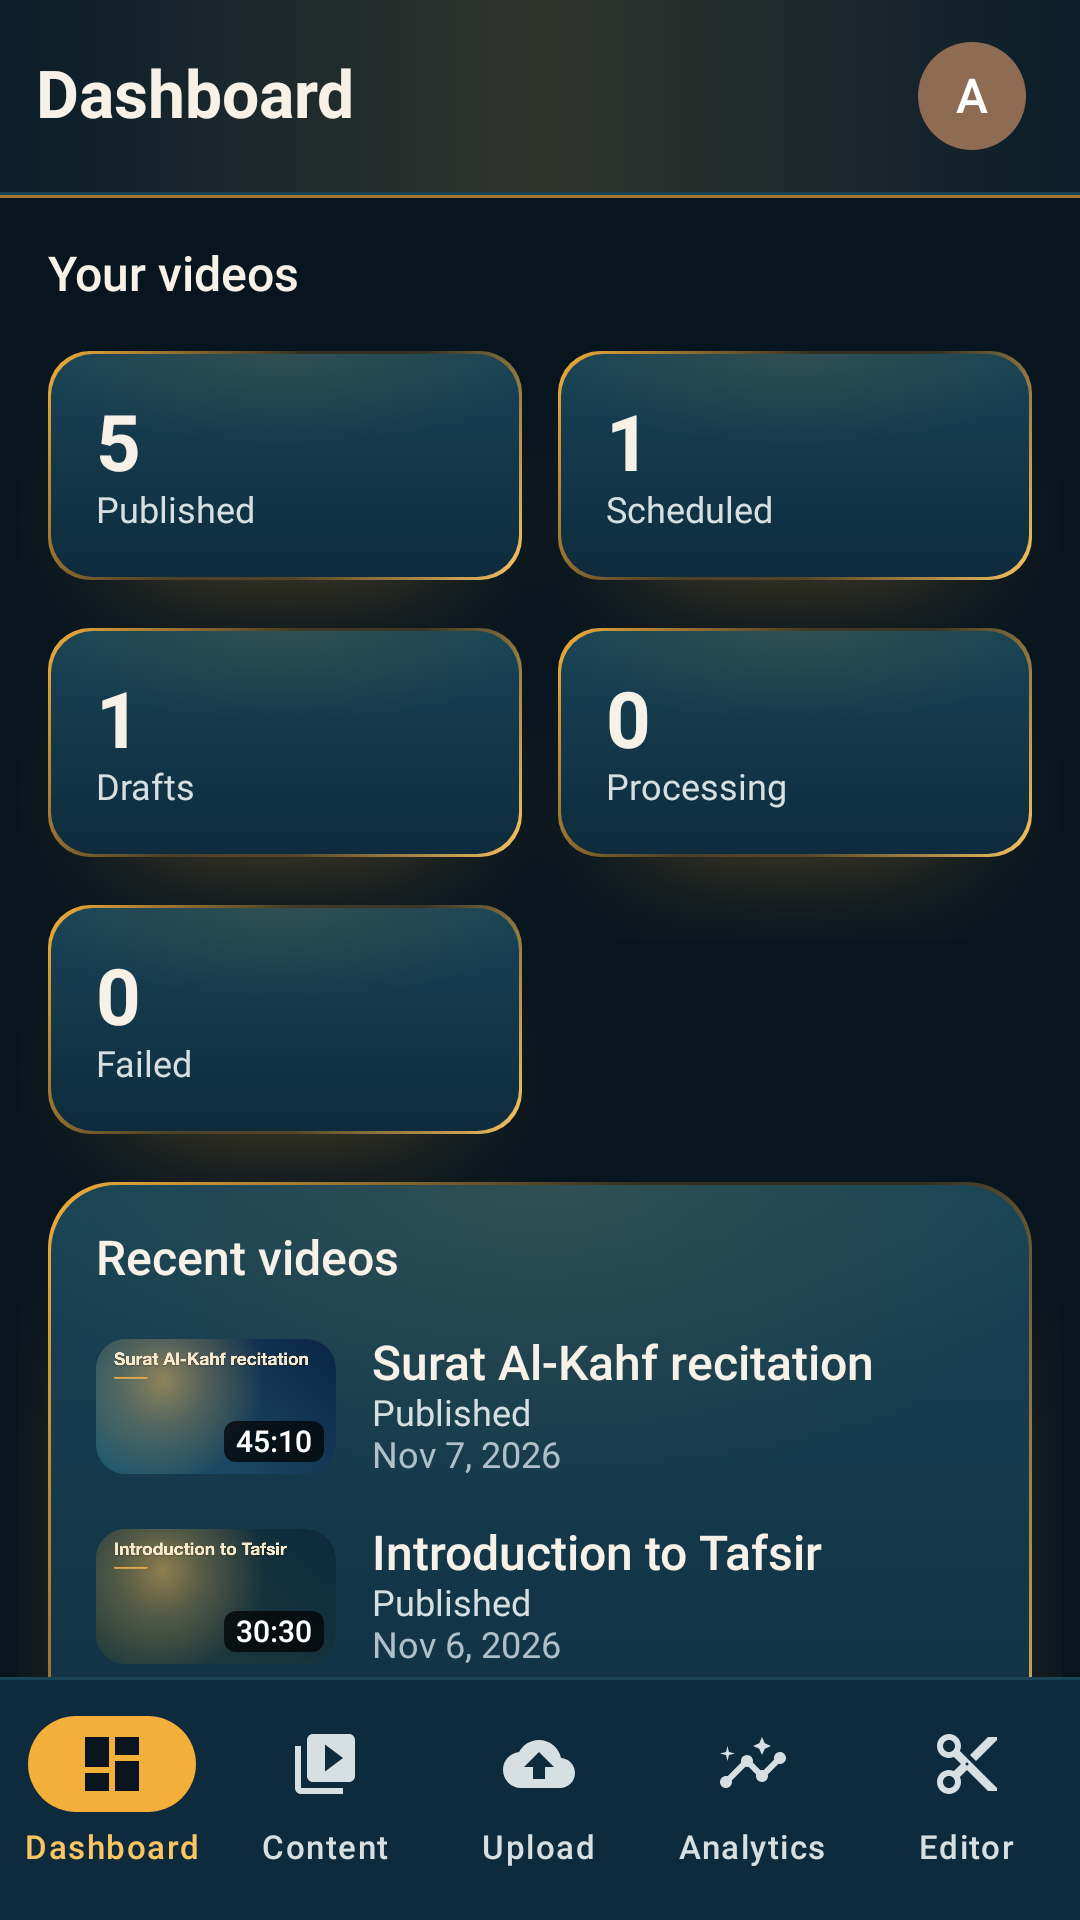 Dashboard
A
Your videos
5
Published
1
Scheduled
1
Drafts
0
Processing
0
Failed
Recent videos
Surat Al-Kahf recitation
45:10
Surat Al-Kahf recitation
Published
Nov 7, 2026
Introduction to Tafsir
30:30
Introduction to Tafsir
Published
Nov 6, 2026
Dashboard
Content
Upload
Analytics
Editor